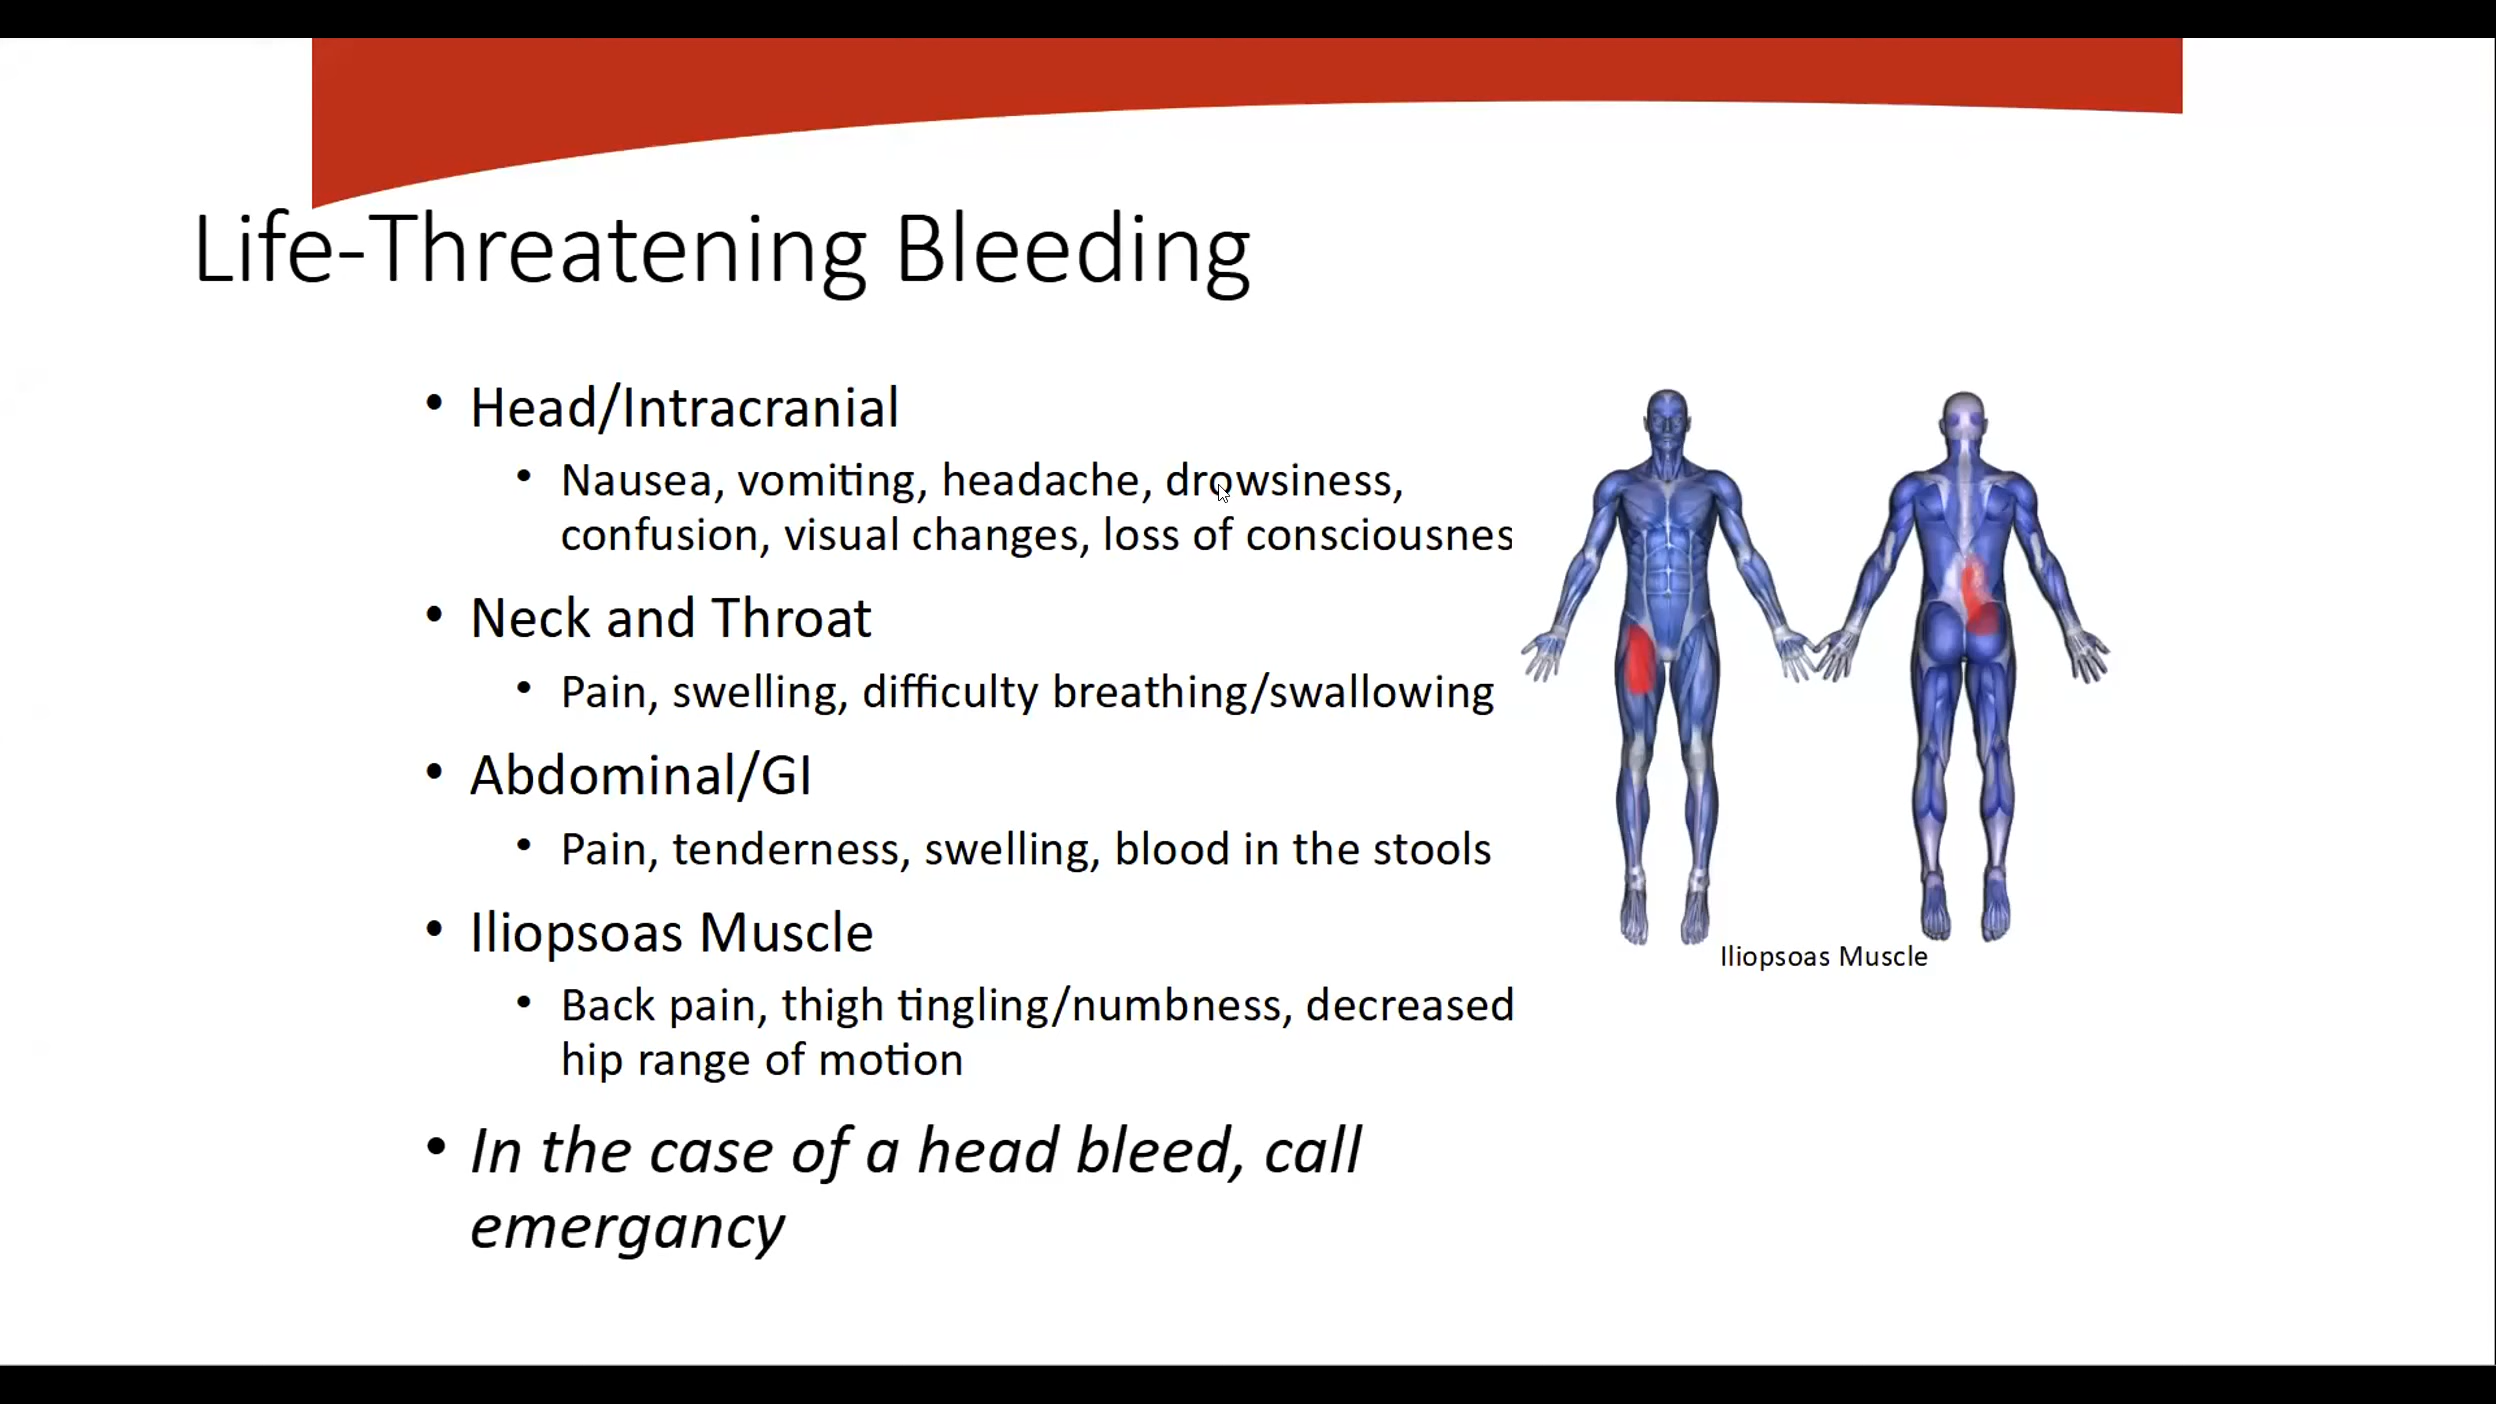 Life-Threatening Bleeding
• Head/Intracranial
• Nausea, vomiting, headache, drowsiness,
confusion, visual changes, loss of consciousnes
• Neck and Throat
• Pain, swelling, difficulty breathing/swallowing
• Abdominal/GI
• Pain, tenderness, swelling, blood in the stools
• Iliopsoas Muscle
• Back pain, thigh tingling/numbness, decreased
hip range of motion
• In the case of a head bleed, call
emergancy
Iliopsoas Muscle